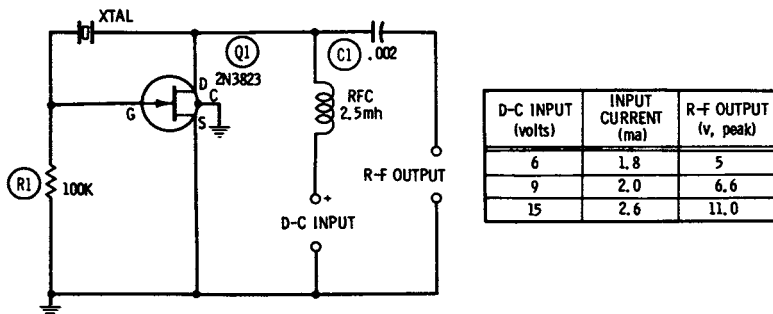 XTAL
Q1
2N3823
C1 .002
D
C
G
S
RFC
2.5mh
R1 100K
+
D-C INPUT
R-F OUTPUT
D-C INPUT (volts) INPUT CURRENT (ma) R-F OUTPUT (v, peak)
6 1.8 5
9 2.0 6.6
15 2.6 11.0